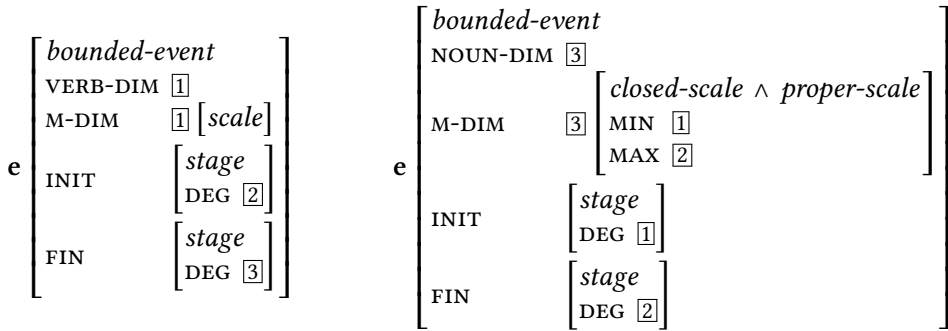 e
bounded-event
VERB-DIM 1
M-DIM 1 [scale]
INIT [stage
DEG 2]
FIN [stage
DEG 3]
e
bounded-event
NOUN-DIM 3
M-DIM 3 [closed-scale ∧ proper-scale
MIN 1
MAX 2]
INIT [stage
DEG 1]
FIN [stage
DEG 2]